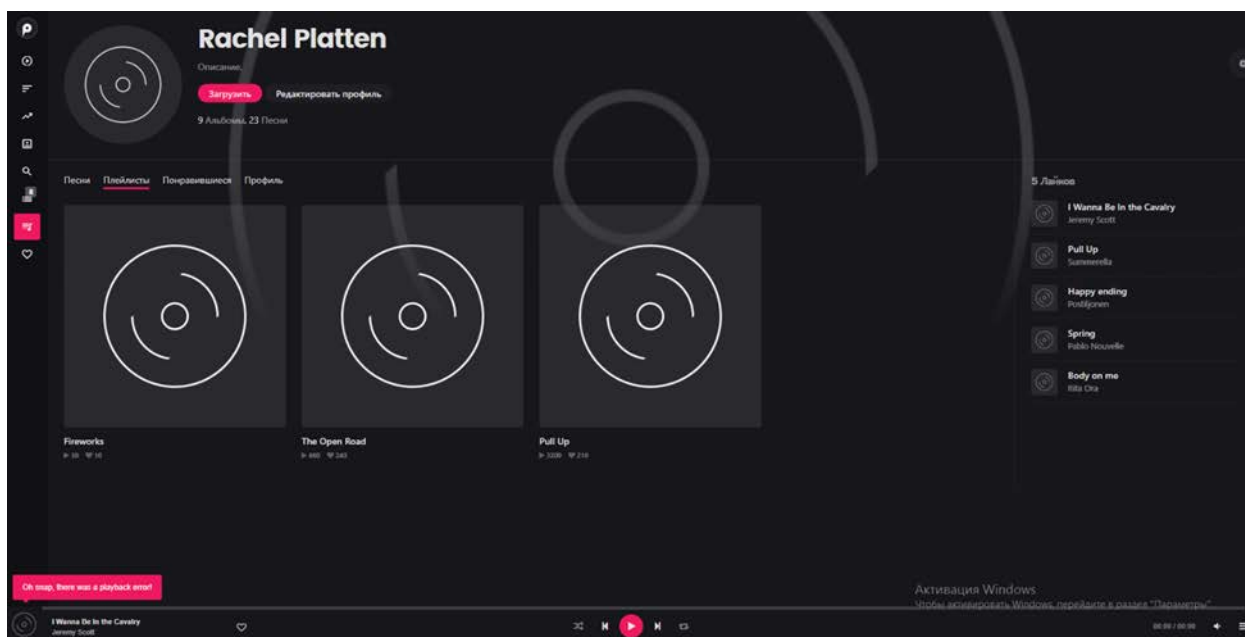 Rachel Platten
Описание,
Загрузить Редактировать профиль
9 Альбомы, 23 Песни
Песни Плейлисты Понравившиеся Профиль
5 Лайков
I Wanna Be In the Cavalry
Jeremy Scott
Pull Up
Summerella
Happy ending
Postiljonen
Spring
Pablo Nouvelle
Body on me
Rita Ora
Fireworks
The Open Road
Pull Up
3200 210
Oh snap, there was a playback error!
Активация Windows
Чтобы активировать Windows, перейдите в раздел "Параметры"
I Wanna Be In the Cavalry
Jeremy Scott
00:00 / 00:00